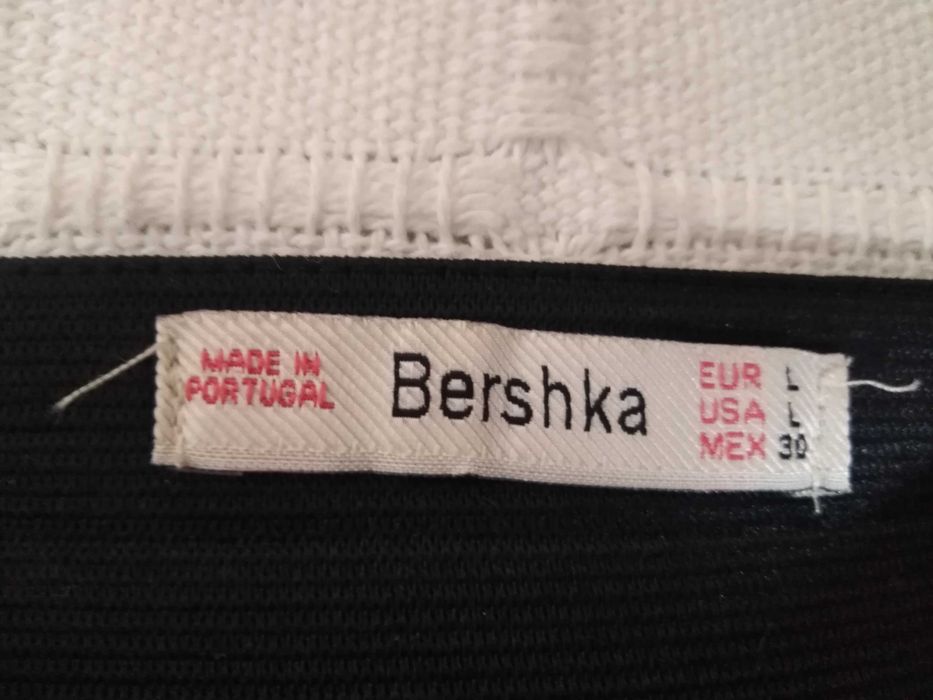 MADE IN
PORTUGAL
Bershka
EUR L
USA L
MEX 30